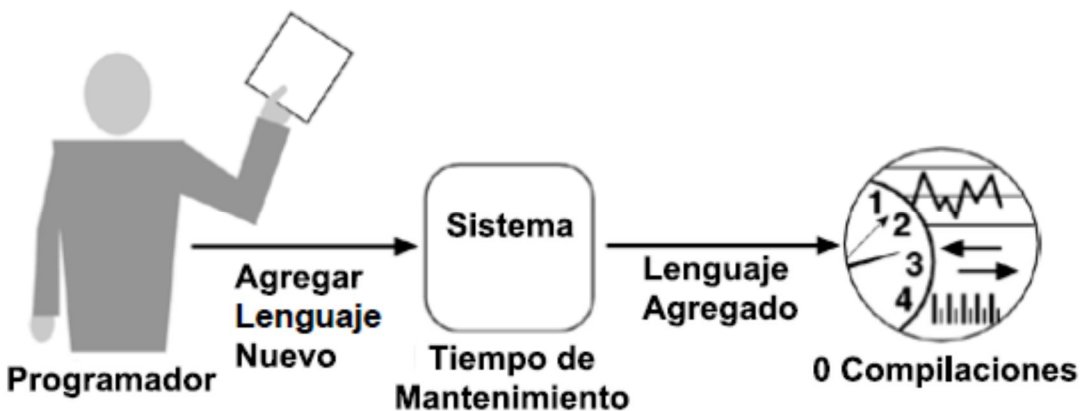 Sistema
Agregar
Lenguaje
Nuevo
Lenguaje
Agregado
1
2
3
4
Programador
Tiempo de
Mantenimiento
0 Compilaciones